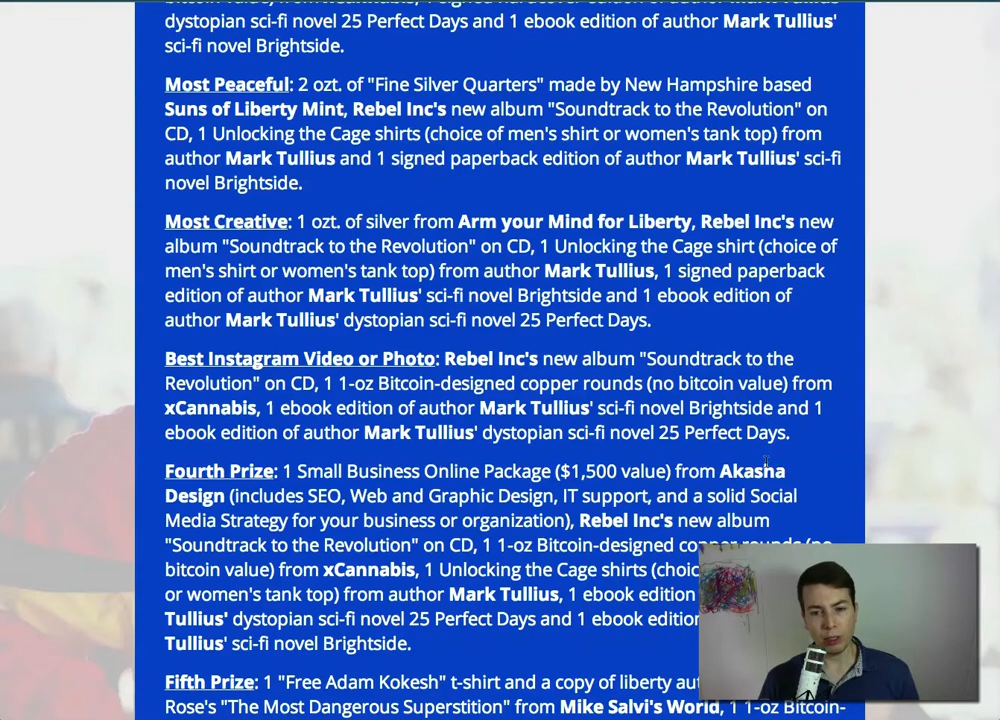 dystopian sci-fi novel 25 Perfect Days and 1 ebook edition of author Mark Tullius'
sci-fi novel Brightside.
Most Peaceful: 2 ozt. of "Fine Silver Quarters" made by New Hampshire based
Suns of Liberty Mint, Rebel Inc's new album "Soundtrack to the Revolution" on
CD, 1 Unlocking the Cage shirts (choice of men's shirt or women's tank top) from
author Mark Tullius and 1 signed paperback edition of author Mark Tullius' sci-fi
novel Brightside.
Most Creative: 1 ozt. of silver from Arm your Mind for Liberty, Rebel Inc's new
album "Soundtrack to the Revolution" on CD, 1 Unlocking the Cage shirt (choice of
men's shirt or women's tank top) from author Mark Tullius, 1 signed paperback
edition of author Mark Tullius' sci-fi novel Brightside and 1 ebook edition of
author Mark Tullius' dystopian sci-fi novel 25 Perfect Days.
Best Instagram Video or Photo: Rebel Inc's new album "Soundtrack to the
Revolution" on CD, 1 1-oz Bitcoin-designed copper rounds (no bitcoin value) from
xCannabis, 1 ebook edition of author Mark Tullius' sci-fi novel Brightside and 1
ebook edition of author Mark Tullius' dystopian sci-fi novel 25 Perfect Days.
Fourth Prize: 1 Small Business Online Package ($1,500 value) from Akasha
Design (includes SEO, Web and Graphic Design, IT support, and a solid Social
Media Strategy for your business or organization), Rebel Inc's new album
"Soundtrack to the Revolution" on CD, 1 1-oz Bitcoin-designed copper rounds (no
bitcoin value) from xCannabis, 1 Unlocking the Cage shirts (choic
or women's tank top) from author Mark Tullius, 1 ebook edition
Tullius' dystopian sci-fi novel 25 Perfect Days and 1 ebook edition
Tullius' sci-fi novel Brightside.
Fifth Prize: 1 "Free Adam Kokesh" t-shirt and a copy of liberty aut
Rose's "The Most Dangerous Superstition" from Mike Salvi's World, 1 1-oz Bitcoin-